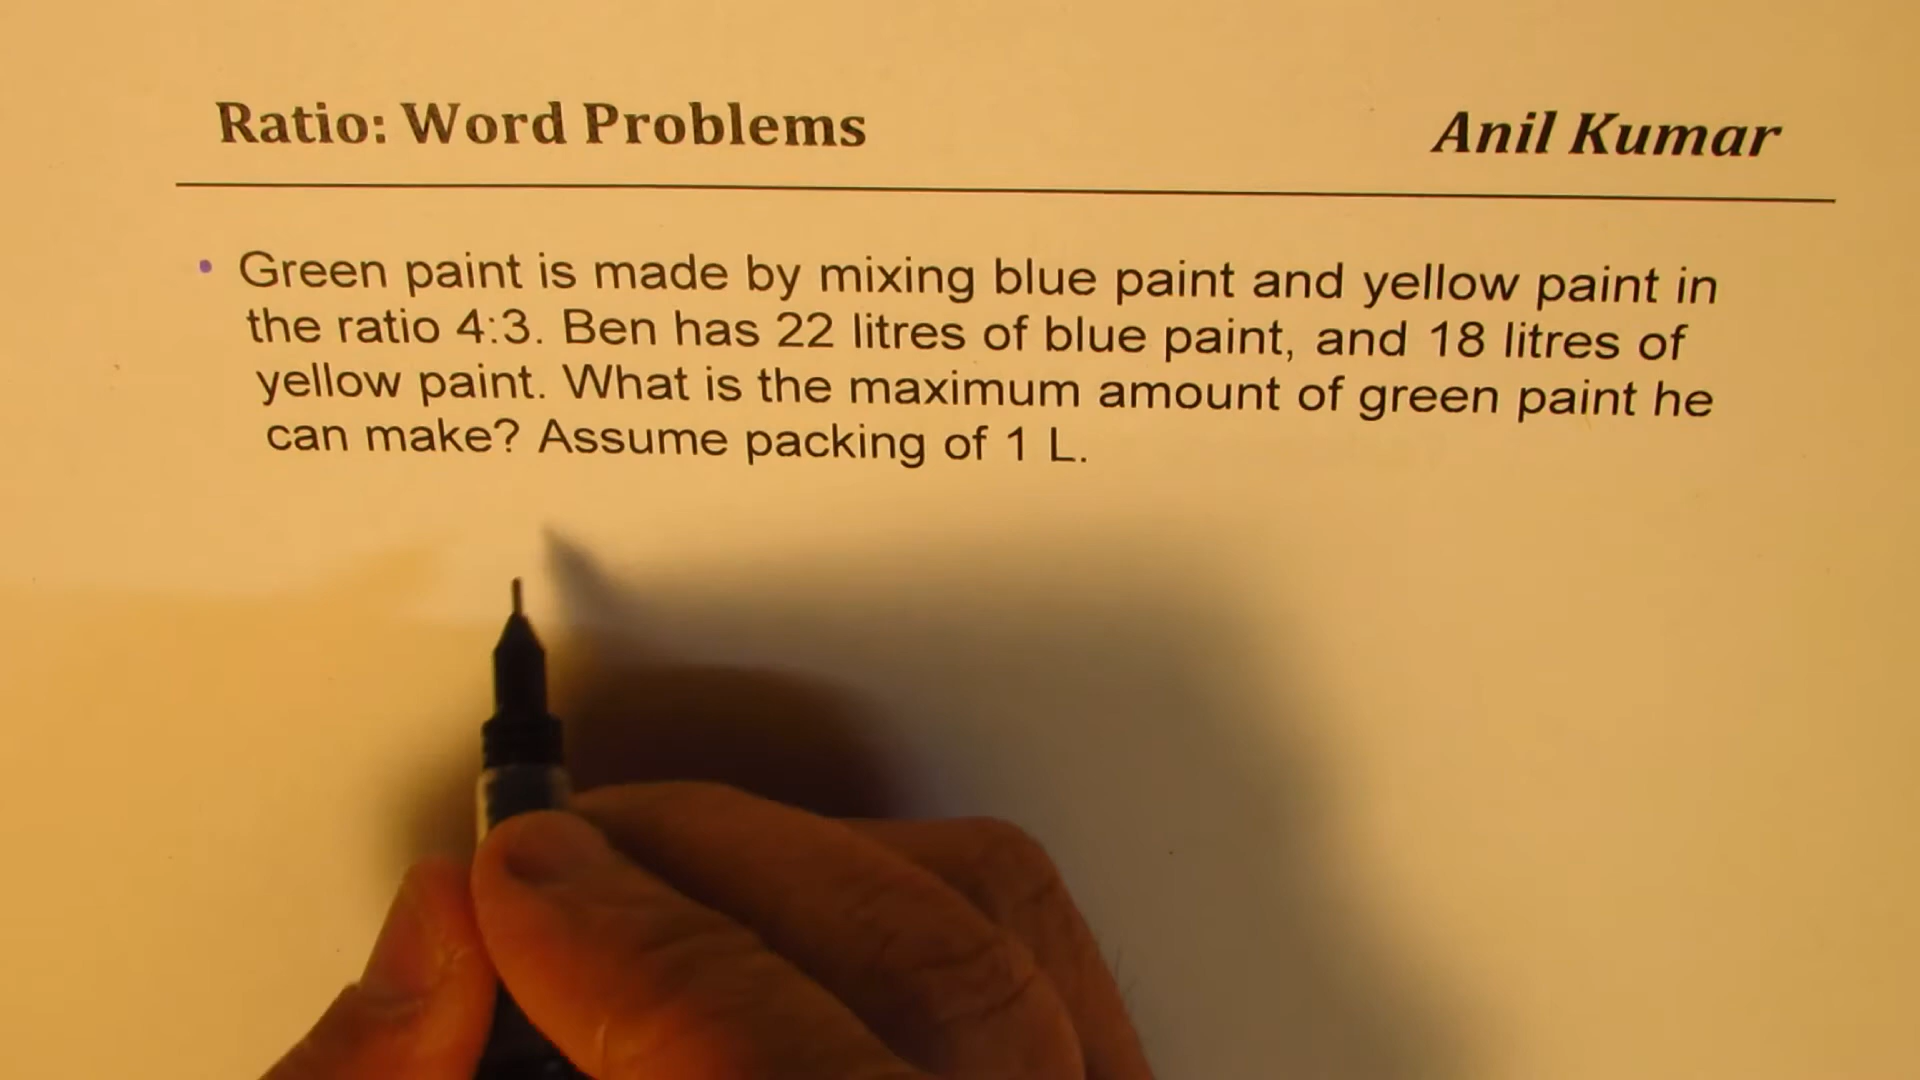 Ratio: Word Problems
Anil Kumar
• Green paint is made by mixing blue paint and yellow paint in
the ratio 4:3. Ben has 22 litres of blue paint, and 18 litres of
yellow paint. What is the maximum amount of green paint he
can make? Assume packing of 1 L.